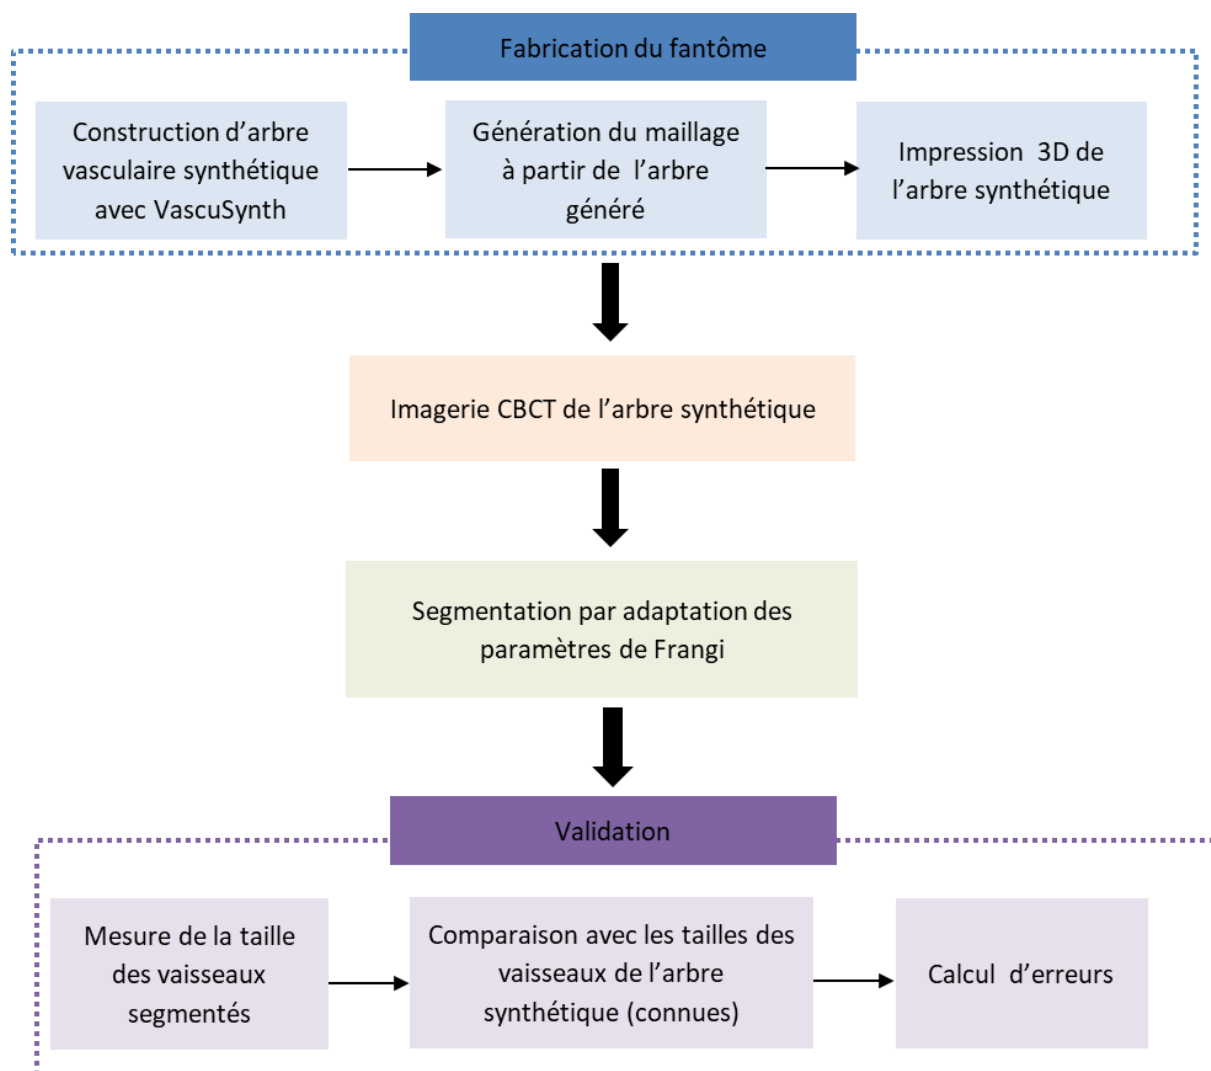 Fabrication du fantôme
Construction d’arbre
vasculaire synthétique
avec VascuSynth
Génération du maillage
à partir de l’arbre
généré
Impression 3D de
l’arbre synthétique
Imagerie CBCT de l’arbre synthétique
Segmentation par adaptation des
paramètres de Frangi
Validation
Mesure de la taille
des vaisseaux
segmentés
Comparaison avec les tailles des
vaisseaux de l’arbre
synthétique (connues)
Calcul d’erreurs